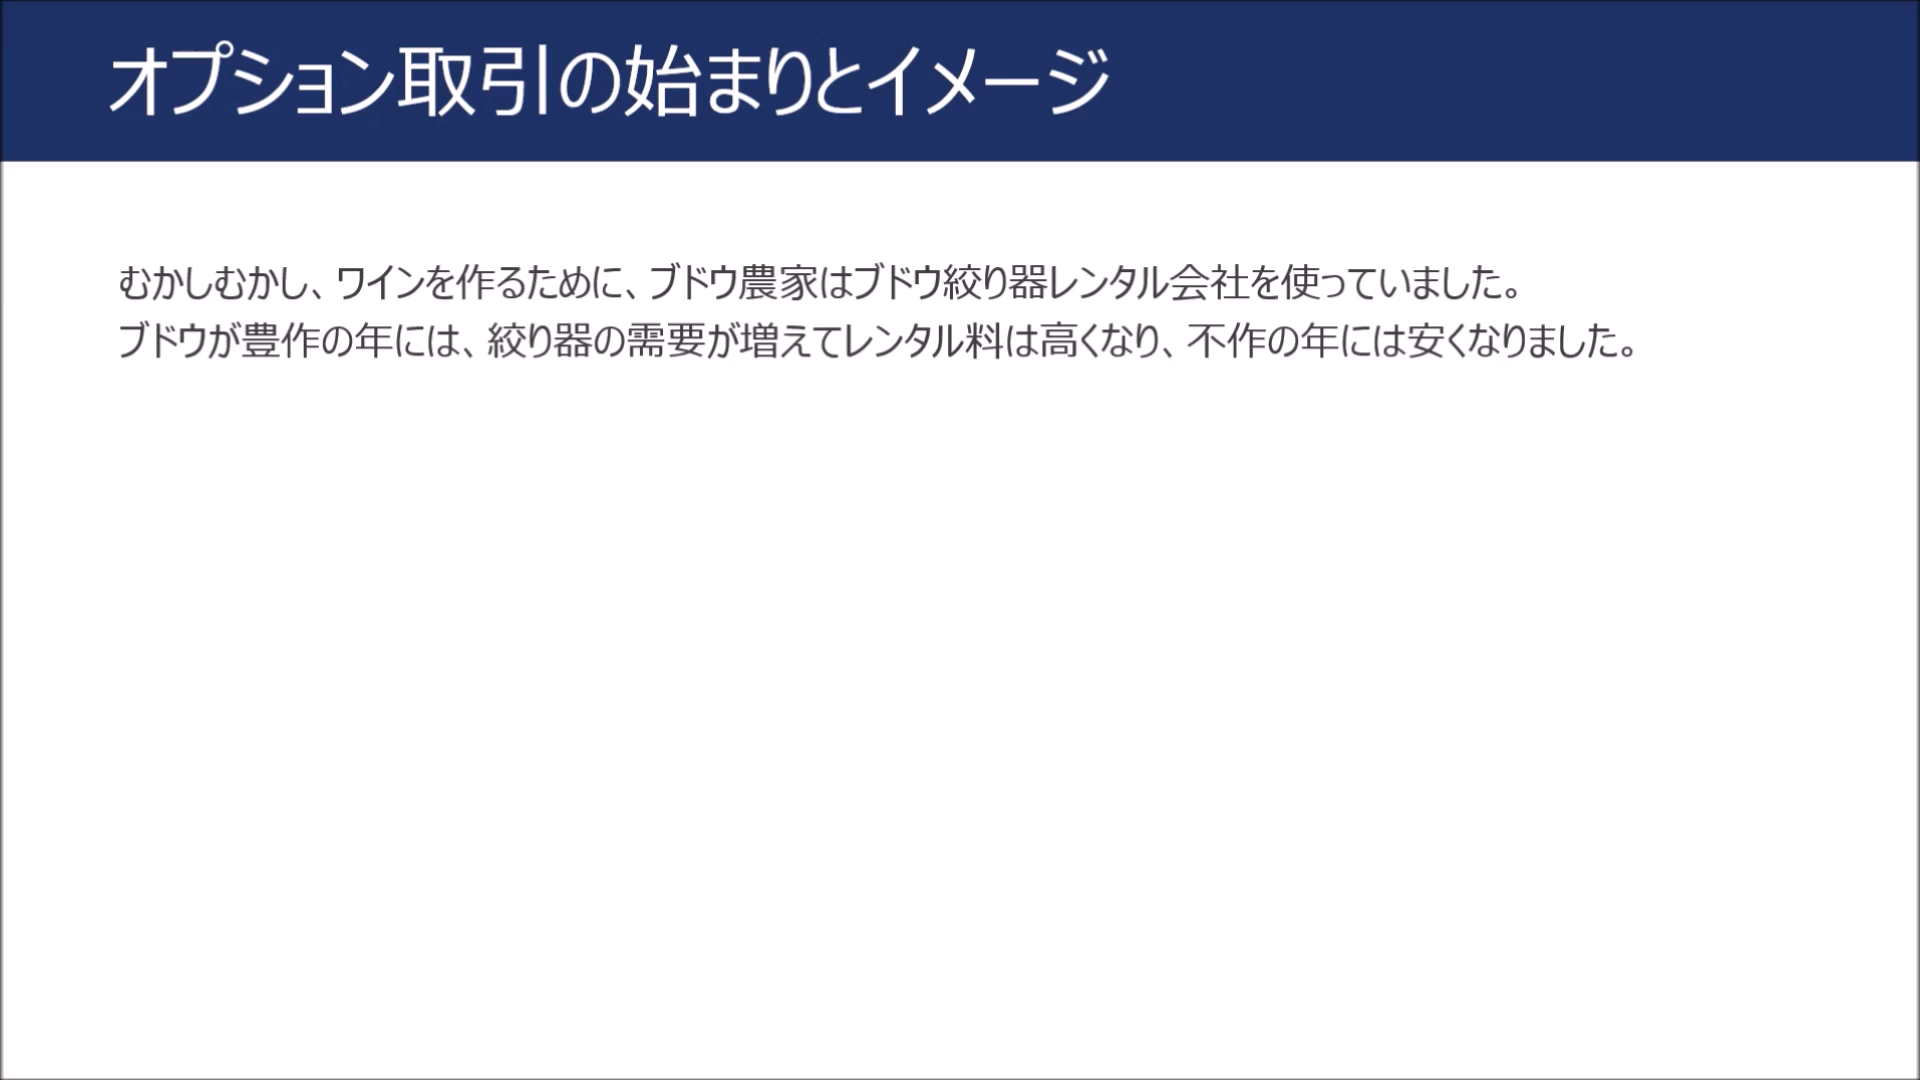 オプション取引の始まりとイメージ
むかしむかし、ワインを作るために、ブドウ農家はブドウ絞り器レンタル会社を使っていました。
ブドウが豊作の年には、絞り器の需要が増えてレンタル料は高くなり、不作の年には安くなりました。